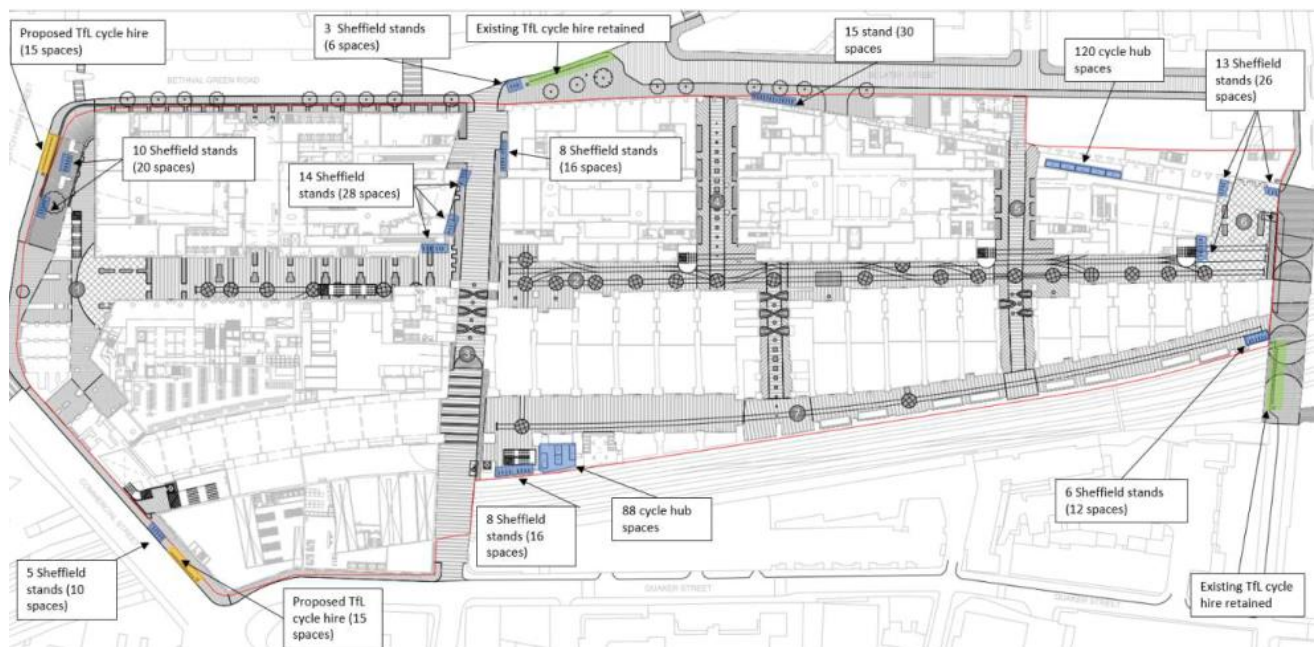 Proposed TfL cycle hire
(15 spaces)
3 Sheffield stands
(6 spaces)
Existing TfL cycle hire retained
15 stand (30
spaces
120 cycle hub
spaces
13 Sheffield
stands (26
spaces)
BETHNAL GREEN ROAD
10 Sheffield stands
(20 spaces)
14 Sheffield
stands (28 spaces)
8 Sheffield stands
(16 spaces)
5 Sheffield
stands (10
spaces)
Proposed TfL
cycle hire (15
spaces)
8 Sheffield
stands (16
spaces)
88 cycle hub
spaces
6 Sheffield stands
(12 spaces)
Existing TfL cycle
hire retained
COMMERCIAL STREET
QUAKER STREET
QUAKER STREET